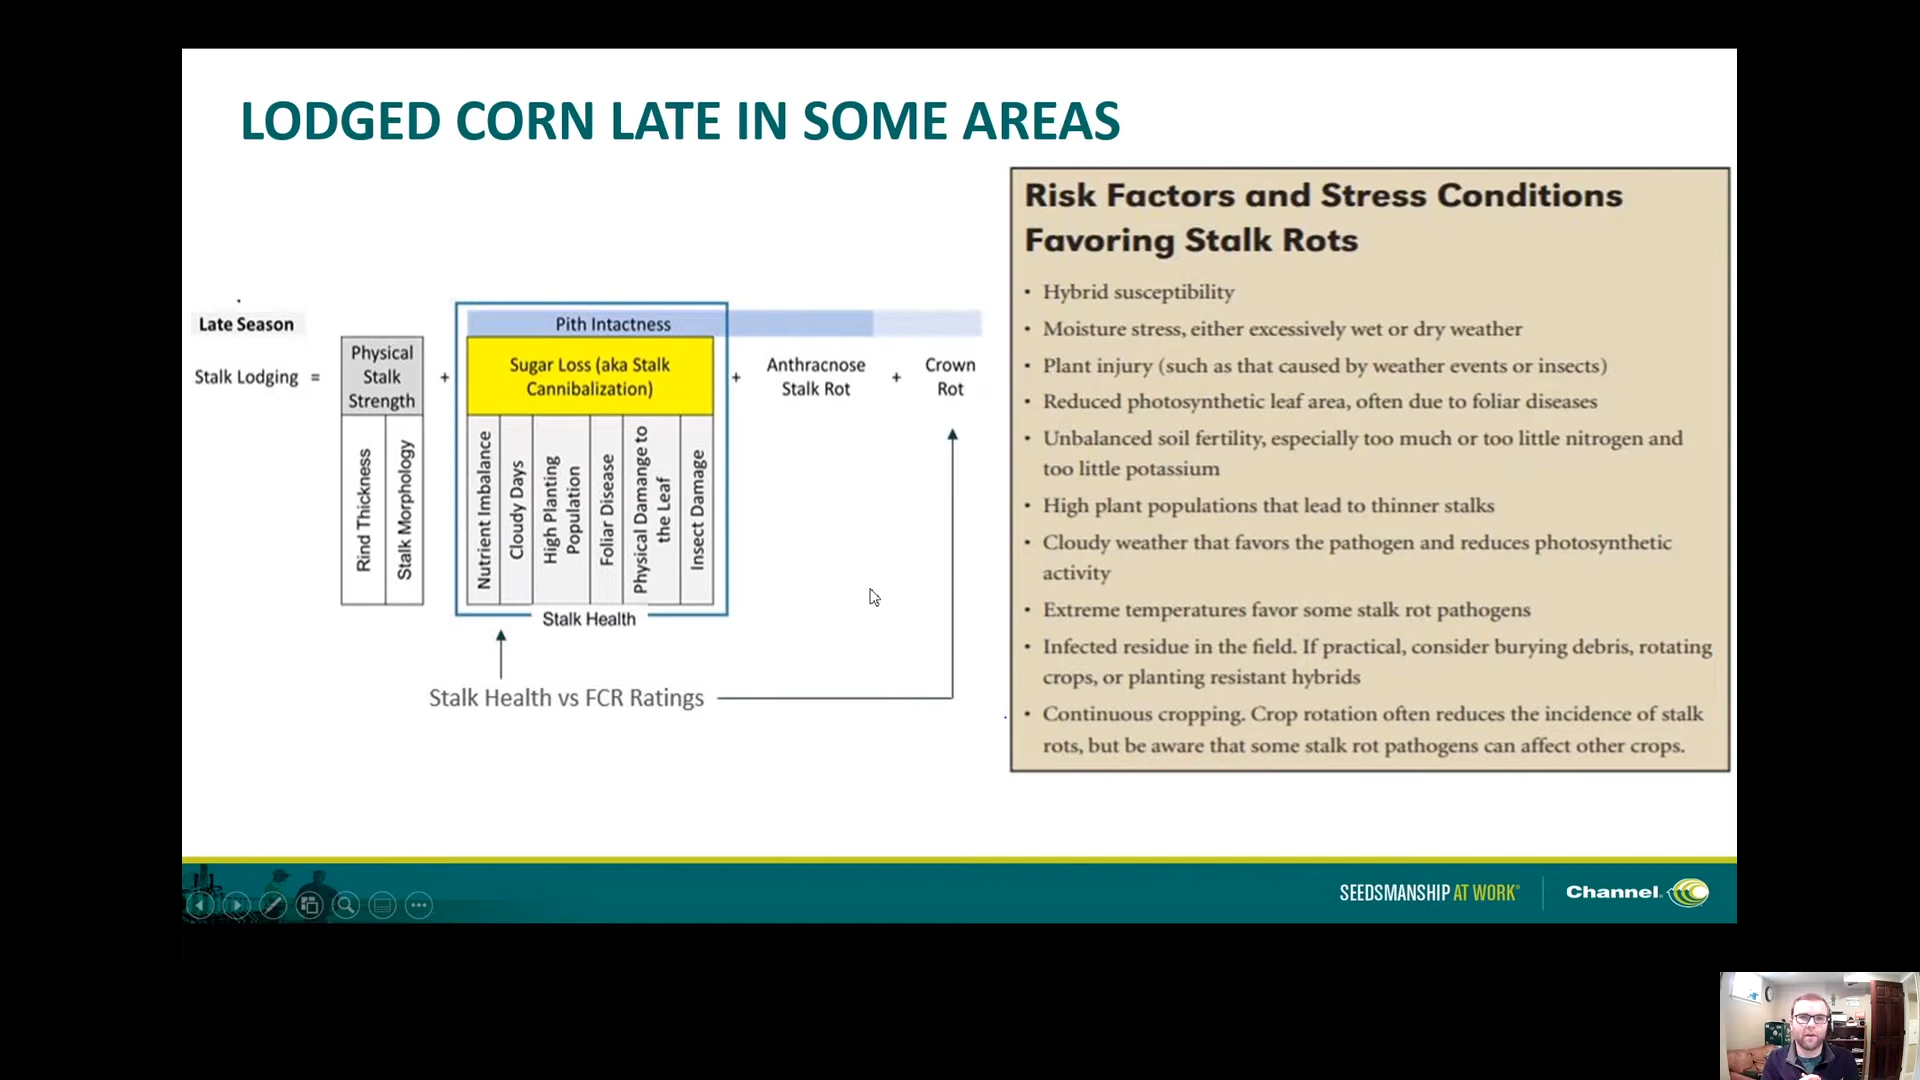 LODGED CORN LATE IN SOME AREAS
Late Season
Stalk Lodging =
Physical
Stalk
Strength
Rind Thickness
Stalk Morphology
+
Pith Intactness
Sugar Loss (aka Stalk
Cannibalization)
Nutrient Imbalance
Cloudy Days
High Planting
Population
Foliar Disease
Physical Damange to
the Leaf
Insect Damage
Stalk Health
+
Anthracnose
Stalk Rot
+
Crown
Rot
Stalk Health vs FCR Ratings
Risk Factors and Stress Conditions
Favoring Stalk Rots
• Hybrid susceptibility
• Moisture stress, either excessively wet or dry weather
• Plant injury (such as that caused by weather events or insects)
• Reduced photosynthetic leaf area, often due to foliar diseases
• Unbalanced soil fertility, especially too much or too little nitrogen and
too little potassium
• High plant populations that lead to thinner stalks
• Cloudy weather that favors the pathogen and reduces photosynthetic
activity
• Extreme temperatures favor some stalk rot pathogens
• Infected residue in the field. If practical, consider burying debris, rotating
crops, or planting resistant hybrids
• Continuous cropping. Crop rotation often reduces the incidence of stalk
rots, but be aware that some stalk rot pathogens can affect other crops.
SEEDSMANSHIP AT WORK®
Channel.